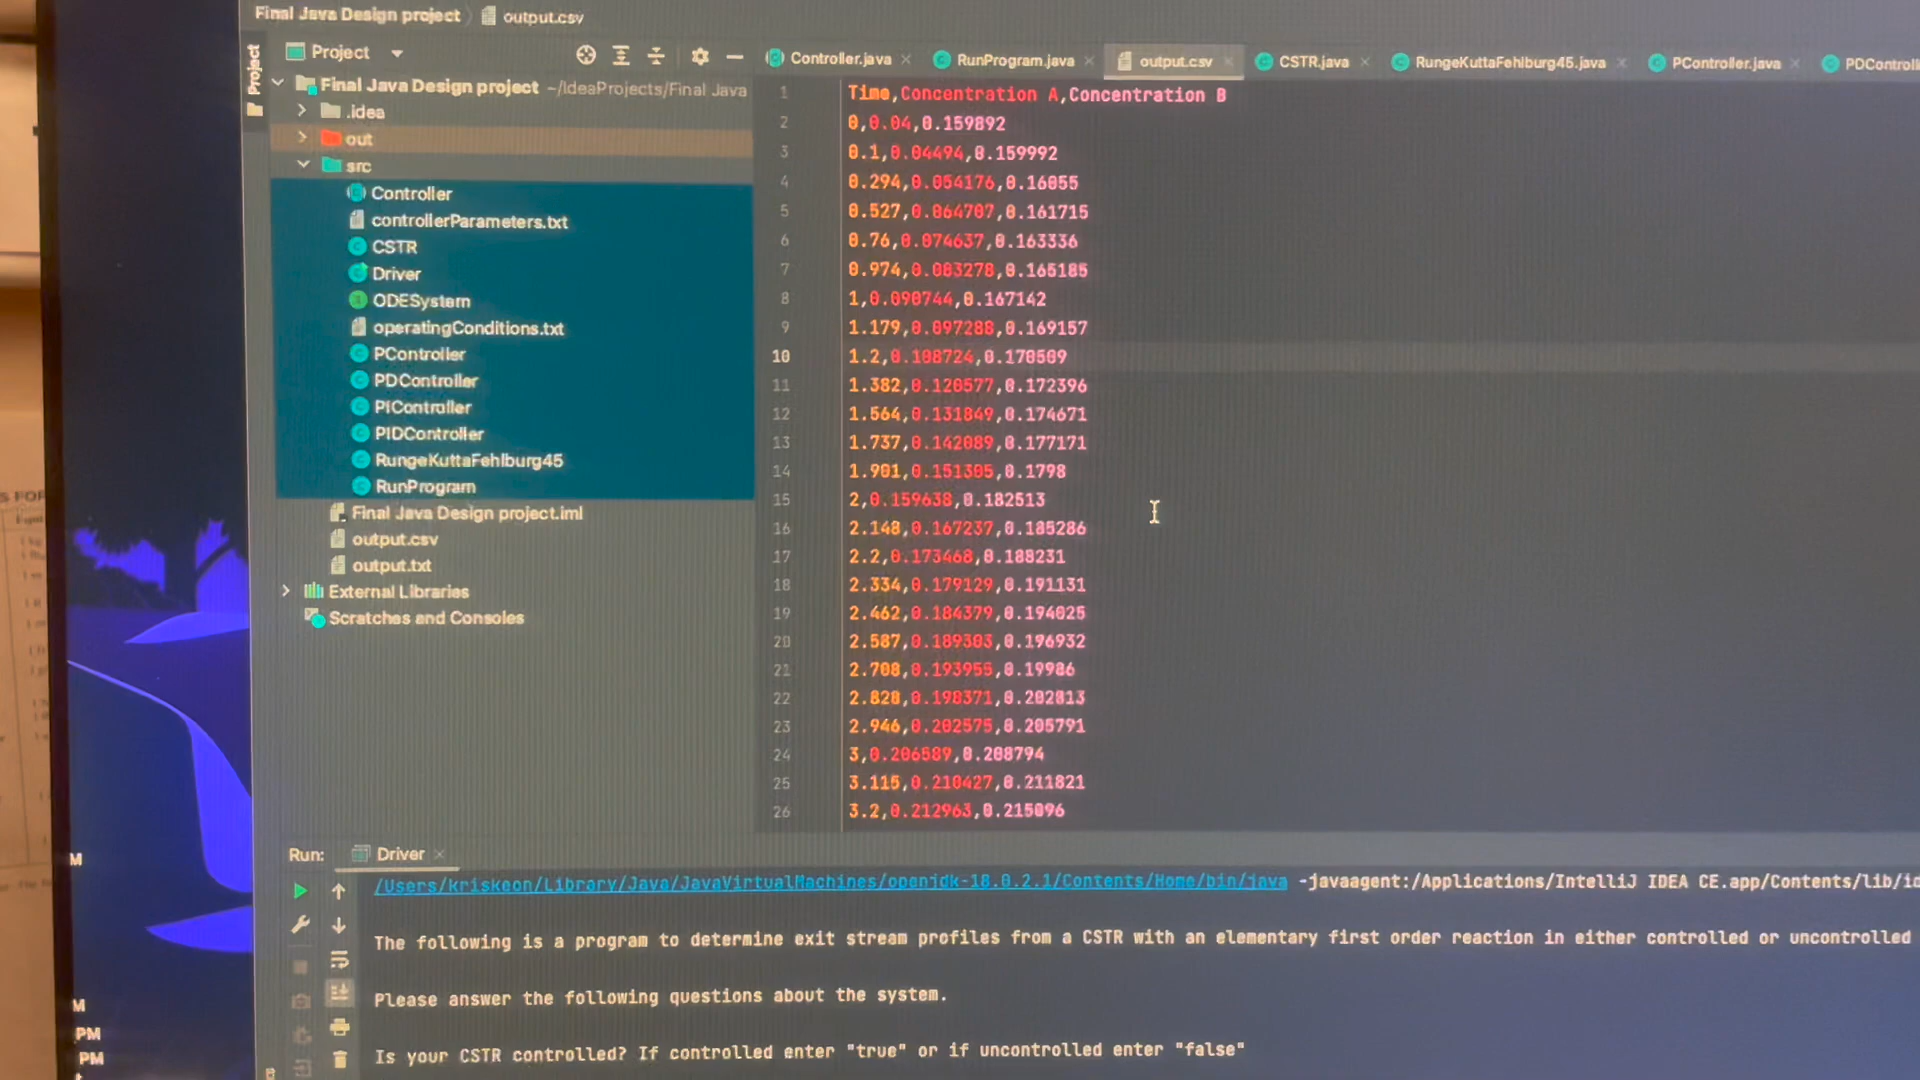 Final Java Design project
output.csv
Project
Project
Final Java Design project ~/IdeaProjects/Final Java
.idea
out
src
Controller
controllerParameters.txt
CSTR
Driver
ODESystem
operatingConditions.txt
PController
PDController
PIController
PIDController
RungeKuttaFehlburg45
RunProgram
Final Java Design project.iml
output.csv
output.txt
External Libraries
Scratches and Consoles
Controller.java
RunProgram.java
output.csv
CSTR.java
RungeKuttaFehlburg45.java
PController.java
1 Time,Concentration A,Concentration B
2 0,0.04,0.159892
3 0.1,0.04494,0.159992
4 0.294,0.054176,0.16055
5 0.527,0.064707,0.161715
6 0.76,0.074637,0.163336
7 0.974,0.083278,0.165185
8 1,0.090744,0.167142
9 1.179,0.097288,0.169157
10 1.2,0.108724,0.170509
11 1.382,0.120577,0.172396
12 1.564,0.131849,0.174671
13 1.737,0.142089,0.177171
14 1.901,0.151305,0.1798
15 2,0.159638,0.182513
16 2.148,0.167237,0.185286
17 2.2,0.173468,0.188231
18 2.334,0.179129,0.191131
19 2.462,0.184379,0.194025
20 2.587,0.189303,0.196932
21 2.708,0.193955,0.19986
22 2.828,0.198371,0.202813
23 2.946,0.202575,0.205791
24 3,0.206589,0.208794
25 3.115,0.210427,0.211821
26 3.2,0.212963,0.215096
Run:
Driver
/Users/kriskeon/Library/Java/JavaVirtualMachines/openjdk-18.0.2.1/Contents/Home/bin/java -javaagent:/Applications/IntelliJ IDEA CE.app/Contents/lib/
The following is a program to determine exit stream profiles from a CSTR with an elementary first order reaction in either controlled or uncontrolled
Please answer the following questions about the system.
Is your CSTR controlled? If controlled enter "true" or if uncontrolled enter "false"
M
M
PM
PM
S FOR